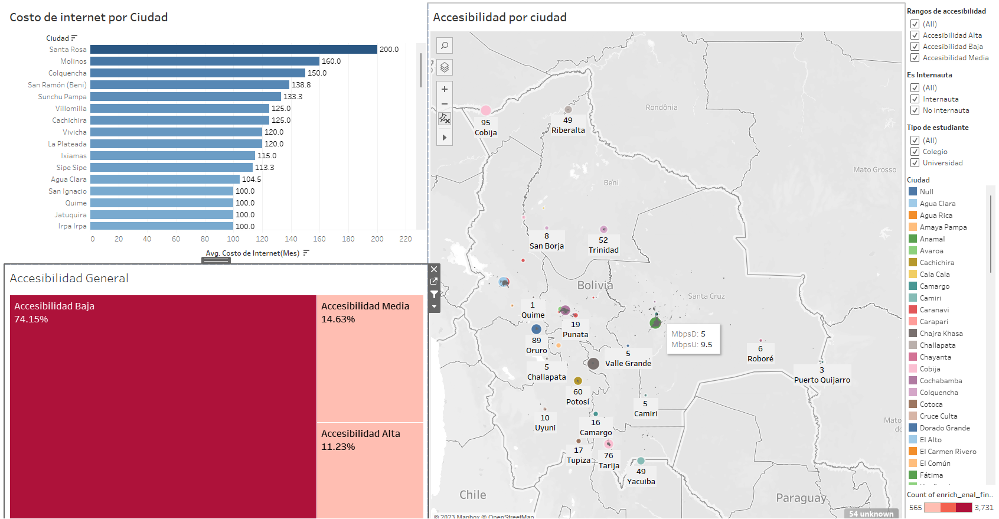 Costo de internet por Ciudad
Ciudad
Santa Rosa 200.0
Molinos 160.0
Colquencha 150.0
San Ramón (Beni) 138.8
Sunchu Pampa 133.3
Villomilla 125.0
Cachichira 125.0
Vivicha 120.0
La Plateada 120.0
Ixiamas 115.0
Sipe Sipe 113.3
Agua Clara 104.5
San Ignacio 100.0
Quime 100.0
Jatuquira 100.0
Irpa Irpa 100.0
0 20 40 60 80 100 120 140 160 180 200 220
Avg. Costo de Internet(Mes)
Accesibilidad General
Accesibilidad Baja
74.15%
Accesibilidad Media
14.63%
Accesibilidad Alta
11.23%
Accesibilidad por ciudad
Rondônia
95
Cobija
49
Riberalta
Mato Grosso
Beni
8
San Borja
52
Trinidad
Bolivia
Santa Cruz
1
Quime
19
Punata
MbpsD: 5
MbpsU: 9.5
89
Oruro
5
Valle Grande
6
Roboré
5
Challapata
3
Puerto Quijarro
60
Potosí
5
Camiri
10
Uyuni
16
Camargo
Mato
do
17
Tupiza
76
Tarija
49
Yacuiba
Chile
Paraguay
54 unknown
© 2023 Mapbox © OpenStreetMap
Rangos de accesibilidad
(All)
Accesibilidad Alta
Accesibilidad Baja
Accesibilidad Media
Es Internauta
(All)
Internauta
No internauta
Tipo de estudiante
(All)
Colegio
Universidad
Ciudad
Null
Agua Clara
Agua Rica
Amaya Pampa
Anamal
Avaroa
Cachichira
Cala Cala
Camargo
Camiri
Caranavi
Carapari
Chajra Khasa
Challapata
Chayanta
Cobija
Cochabamba
Colquencha
Cotoca
Cruce Culta
Dorado Grande
El Alto
El Carmen Rivero
El Común
Fátima
Count of enrich_enal_fin..
565 3,731